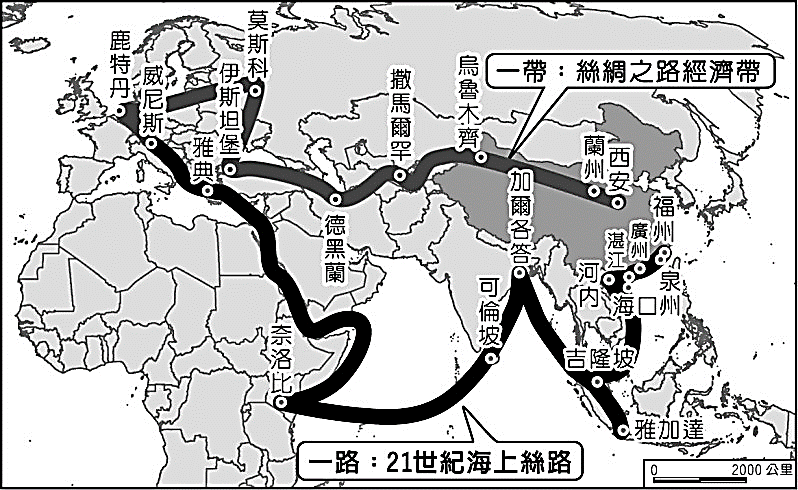 莫斯科
鹿特丹
威尼斯
伊斯坦堡
雅典
撒馬爾罕
烏魯木齊
一帶：絲綢之路經濟帶
蘭州
西安
德黑蘭
加爾各答
福州
廣州
湛江
泉州
河內
海口
可倫坡
奈洛比
吉隆坡
雅加達
一路：21世紀海上絲路
0 2000 公里